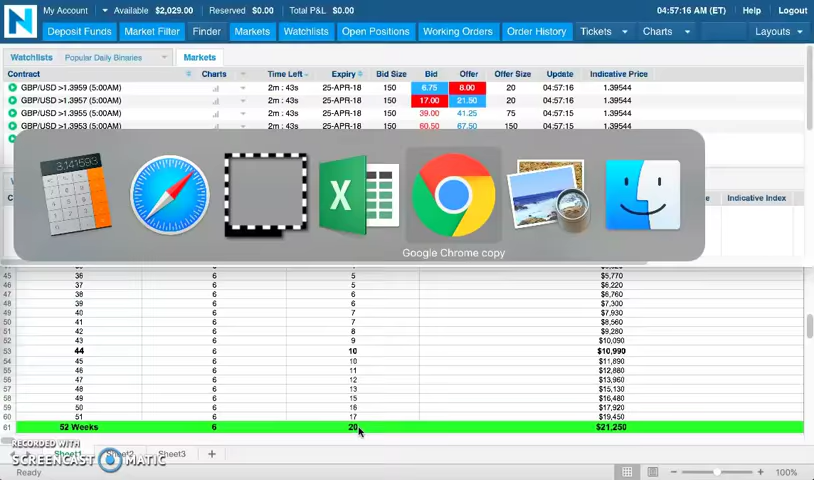 My Account Available $2,029.00 Reserved $0.00 Total P&L $0.00 04:57:16 AM (ET) Help Logout
Deposit Funds Market Filter Finder Markets Watchlists Open Positions Working Orders Order History Tickets Charts Layouts
Watchlists Popular Daily Binaries Markets
Contract Charts Time Left Expiry Bid Size Bid Offer Offer Size Update Indicative Price
GBP/USD >1.3959 (5:00AM) 2m : 43s 25-APR-18 150 6.75 8.00 20 04:57:16 1.39544
GBP/USD >1.3957 (5:00AM) 2m : 43s 25-APR-18 150 17.00 21.50 20 04:57:16 1.39544
GBP/USD >1.3955 (5:00AM) 2m : 43s 25-APR-18 150 39.00 41.25 75 04:57:15 1.39544
GBP/USD >1.3953 (5:00AM) 2m : 43s 25-APR-18 150 60.50 67.50 150 04:57:15 1.39544
3.141593
Google Chrome copy
Indicative Index
45 36 6 5 $5,770
46 37 6 5 $6,220
47 38 6 6 $6,760
48 39 6 6 $7,300
49 40 6 7 $7,930
50 41 6 7 $8,560
51 42 6 8 $9,280
52 43 6 9 $10,090
53 44 6 10 $10,990
54 45 6 10 $11,890
55 46 6 11 $12,880
56 47 6 12 $13,960
57 48 6 13 $15,130
58 49 6 15 $16,480
59 50 6 16 $17,920
60 51 6 17 $19,450
61 52 Weeks 6 20 $21,250
RECORDED WITH
SCREENCAST MATIC
Sheet1 Sheet2 Sheet3 +
Ready 100%